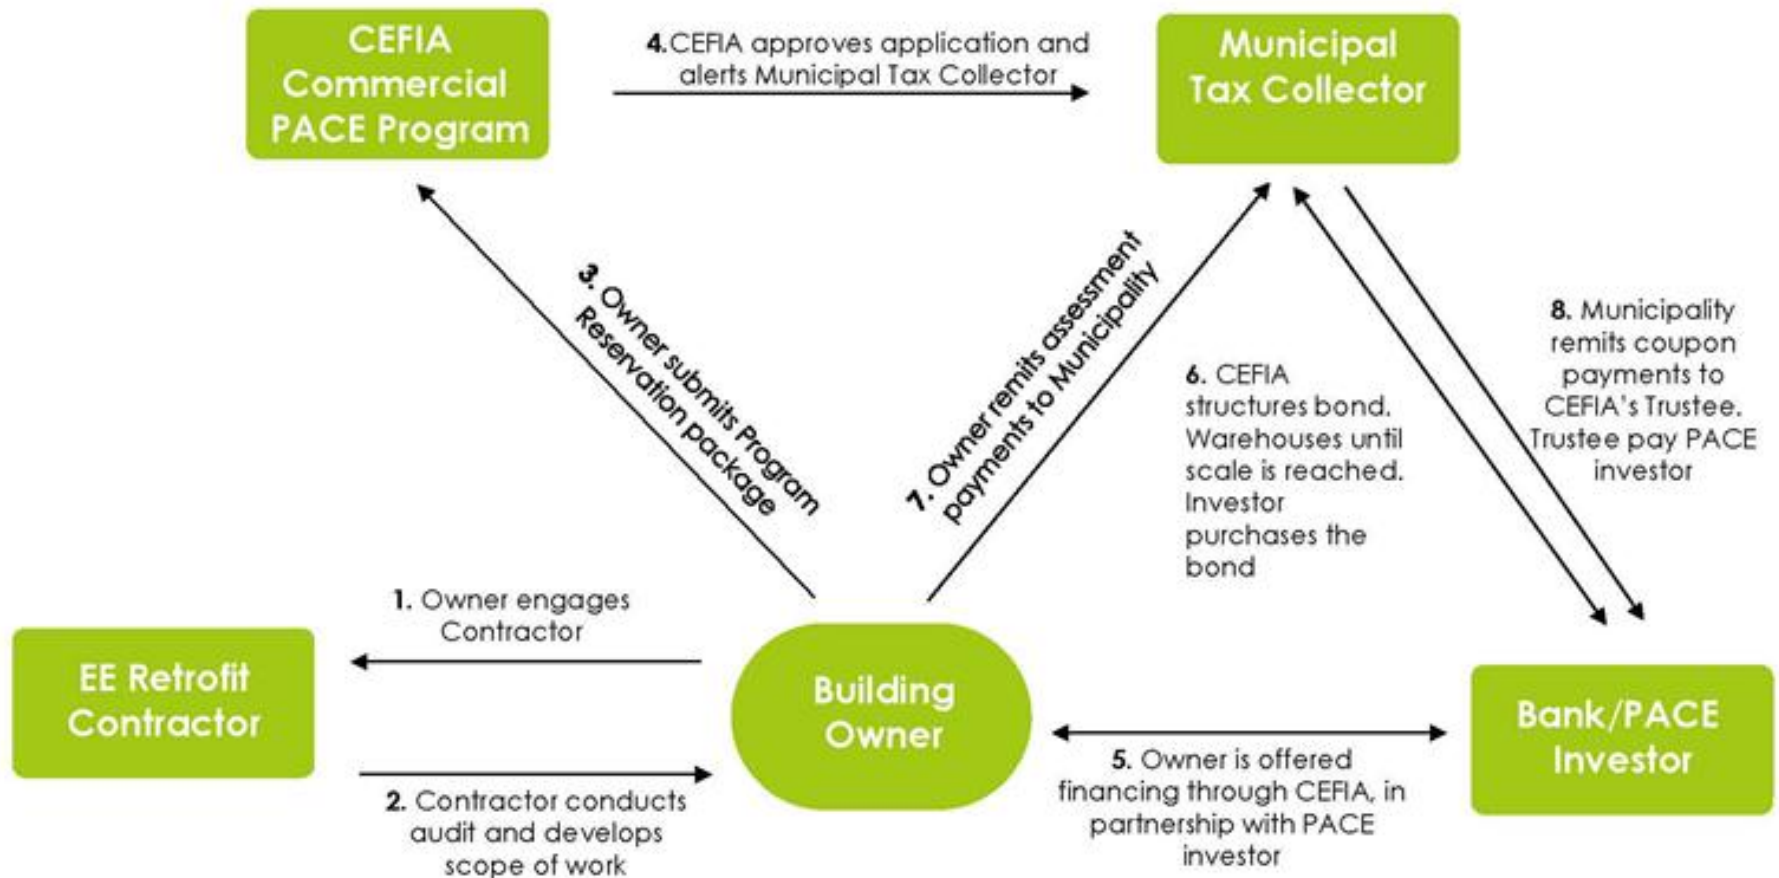 CEFIA
Commercial
PACE Program
4.CEFIA approves application and
alerts Municipal Tax Collector
Municipal
Tax Collector
3. Owner submits Program
Reservation package
7. Owner remits assessment
payments to Municipality
6. CEFIA
structures bond.
Warehouses until
scale is reached.
Investor
purchases the
bond
8. Municipality
remits coupon
payments to
CEFIA's Trustee.
Trustee pay PACE
investor
1. Owner engages
Contractor
EE Retrofit
Contractor
2. Contractor conducts
audit and develops
scope of work
Building
Owner
5. Owner is offered
financing through CEFIA, in
partnership with PACE
investor
Bank/PACE
Investor